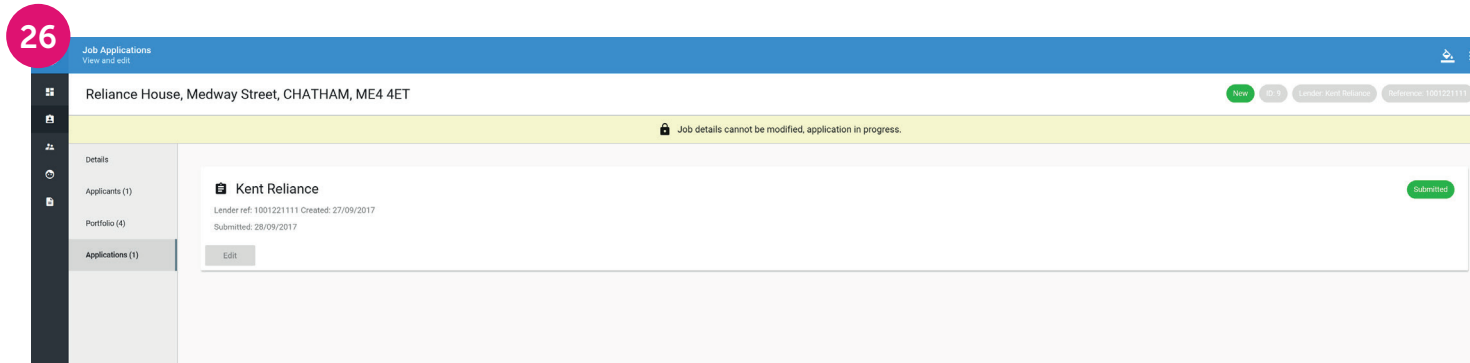 26
Job Applications
View and edit
Reliance House, Medway Street, CHATHAM, ME4 4ET
New
ID: 5
Lender: Kent Reliance
Reference: 1001221111
Job details cannot be modified, application in progress.
Details
Applicants (1)
Portfolio (4)
Applications (1)
Kent Reliance
Submitted
Lender ref: 1001221111 Created: 27/09/2017
Submitted: 28/09/2017
Edit